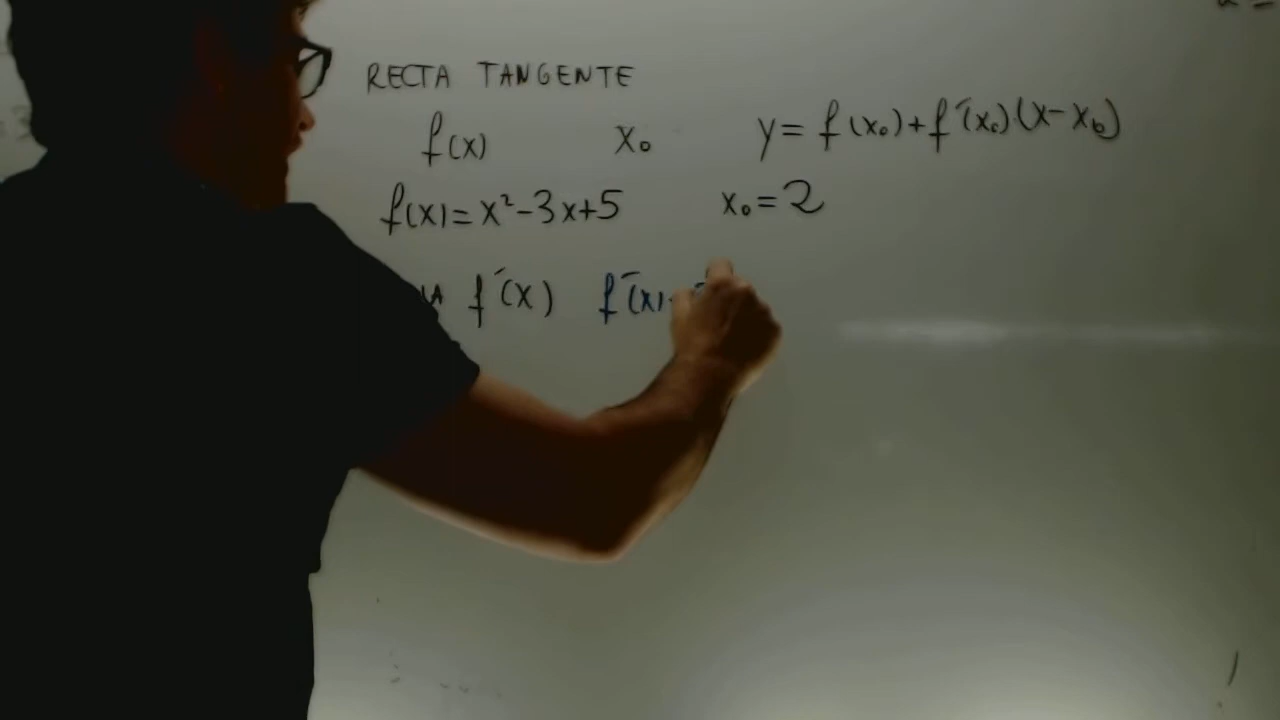 RECTA TANGENTE
f(x) x₀ y = f(x₀)+f´(x₀)·(x-x₀)
f(x)=x²-3x+5 x₀=2
f´(x) f´(x)